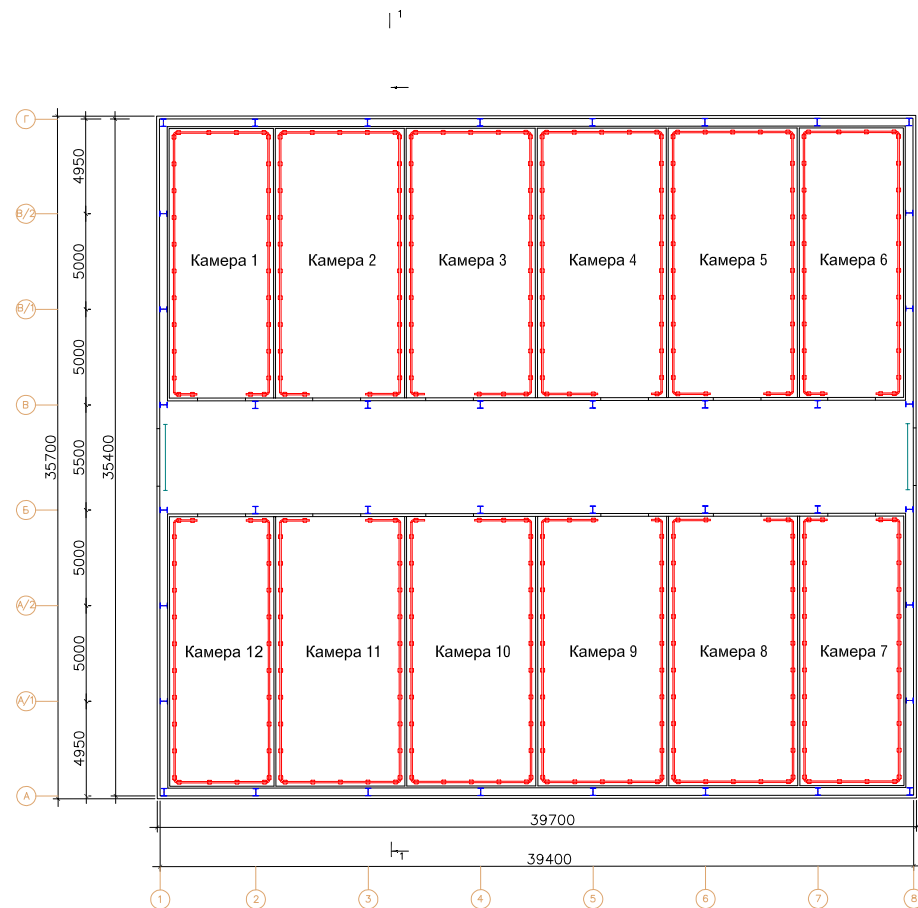 1
Г
4950
В/2
5000
Камера 1
Камера 2
Камера 3
Камера 4
Камера 5
Камера 6
В/1
5000
В
35700
5500
35400
Б
5000
А/2
5000
Камера 12
Камера 11
Камера 10
Камера 9
Камера 8
Камера 7
А/1
4950
А
39700
1
39400
1
2
3
4
5
6
7
8